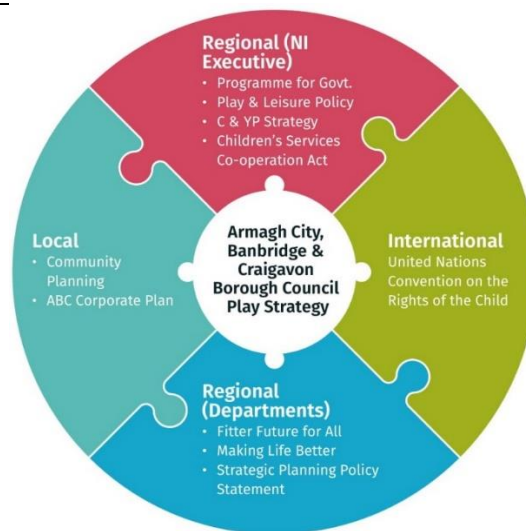 Regional (NI
Executive)
• Programme for Govt.
• Play & Leisure Policy
• C & YP Strategy
• Children's Services
Co-operation Act
Local
• Community
Planning
• ABC Corporate Plan
Armagh City,
Banbridge &
Craigavon
Borough Council
Play Strategy
International
United Nations
Convention on the
Rights of the Child
Regional
(Departments)
• Fitter Future for All
• Making Life Better
• Strategic Planning Policy
Statement